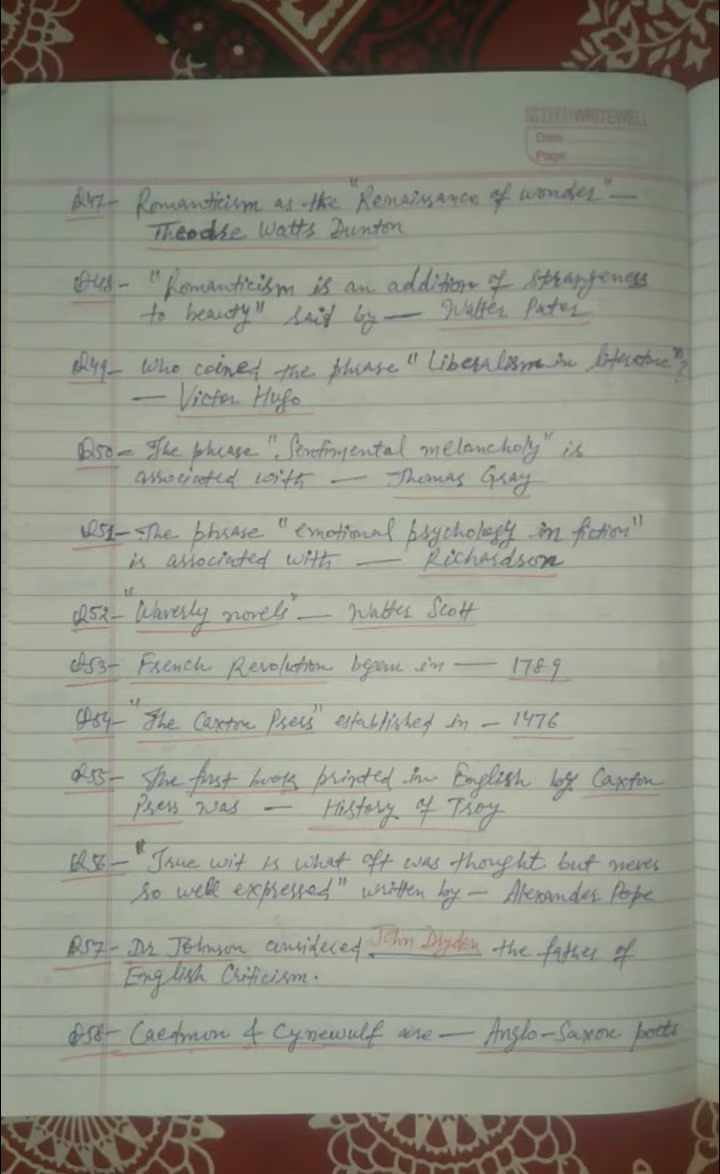 WRITEWELL
Date
Page
Q47- Romanticism as the "Renaissance of wonder" —
Theodre Watts Dunton
Q48- "Romanticism is an addition of strangeness
to beauty" said by — Walter Pater
Q49- Who coined the phrase "Liberalism in literature"?
— Victor Hugo
Q50- The phrase "Sentimental melancholy" is
associated with — Thomas Gray
Q51- The phrase "emotional psychology in fiction"
is associated with — Richardson
Q52- "Waverly novels" — Walter Scott
Q53- French Revolution began in — 1789
Q54- "The Caxton Press" established in - 1476
Q55- The first book printed in English by Caxton
Press was — History of Troy
Q56- "True wit is what oft was thought but never
so well expressed" written by - Alexander Pope
Q57- Dr Johnson considered John Dryden the father of
English Criticism.
Q58- Caedmon & Cynewulf are — Anglo-Saxon poets